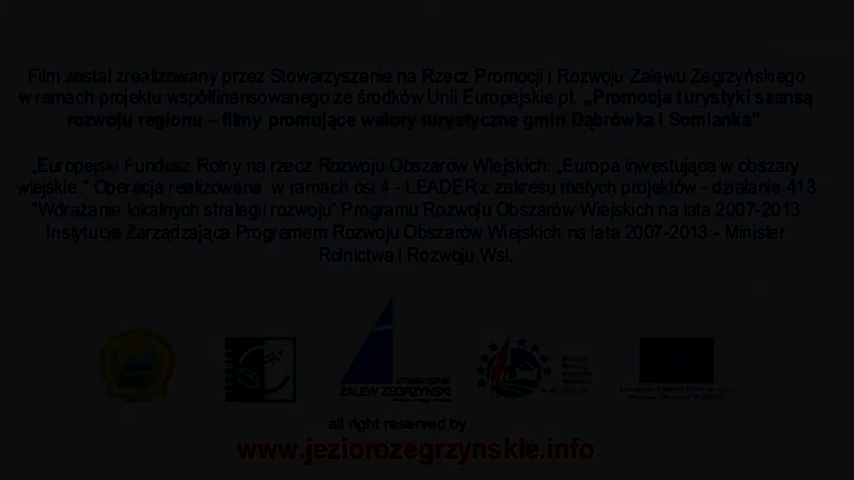 Film został zrealizowany przez Stowarzyszenie na Rzecz Promocji i Rozwoju Zalewu Zegrzyńskiego
w ramach projektu współfinansowanego ze środków Unii Europejskie pt. „Promocja turystyki szansą
rozwoju regionu – filmy promujące walory turystyczne gmin Dąbrówka i Somianka".
„Europejski Fundusz Rolny na rzecz Rozwoju Obszarów Wiejskich: „Europa inwestująca w obszary
wiejskie." Operacja realizowana w ramach osi 4 - LEADER z zakresu małych projektów - działanie 413
"Wdrażanie lokalnych strategii rozwoju" Programu Rozwoju Obszarów Wiejskich na lata 2007-2013
Instytucja Zarządzająca Programem Rozwoju Obszarów Wiejskich na lata 2007-2013 - Minister
Rolnictwa i Rozwoju Wsi.
ZALEW ZEGRZYŃSKI
all right reserved by
www.jeziorozegrzynskie.info